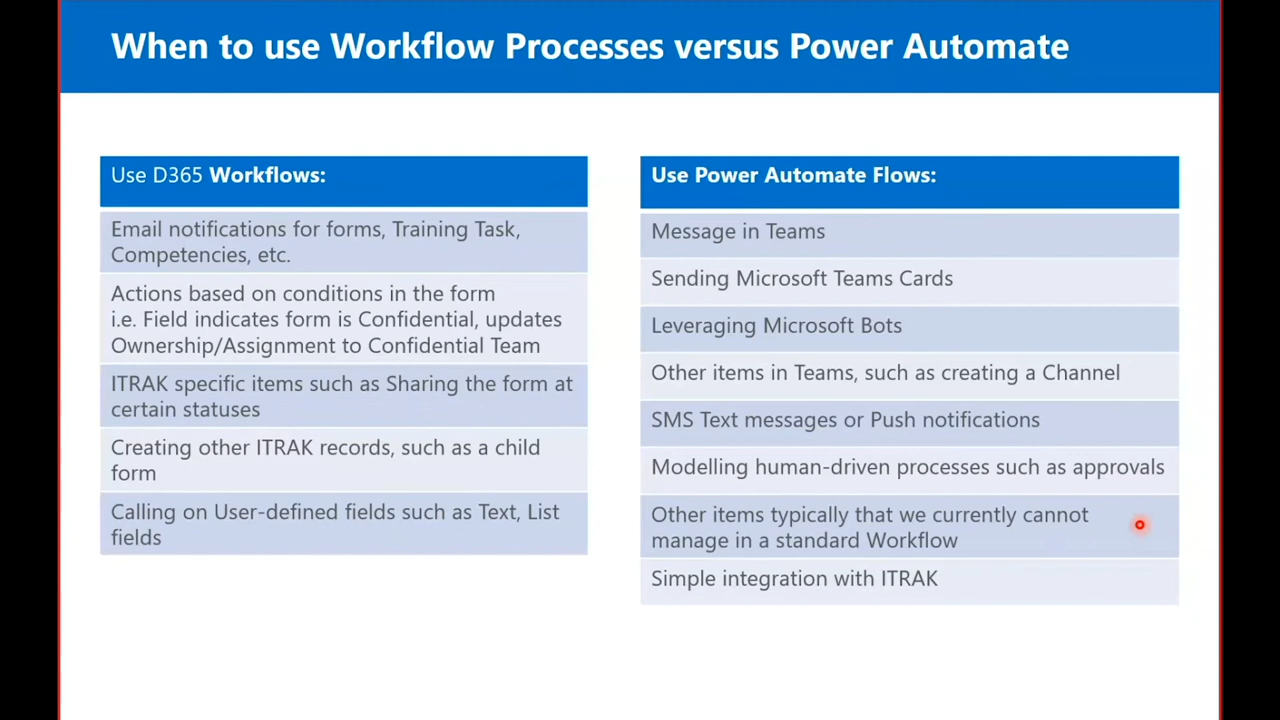 When to use Workflow Processes versus Power Automate
Use D365 Workflows:
Email notifications for forms, Training Task,
Competencies, etc.
Actions based on conditions in the form
i.e. Field indicates form is Confidential, updates
Ownership/Assignment to Confidential Team
ITRAK specific items such as Sharing the form at
certain statuses
Creating other ITRAK records, such as a child
form
Calling on User-defined fields such as Text, List
fields
Use Power Automate Flows:
Message in Teams
Sending Microsoft Teams Cards
Leveraging Microsoft Bots
Other items in Teams, such as creating a Channel
SMS Text messages or Push notifications
Modelling human-driven processes such as approvals
Other items typically that we currently cannot
manage in a standard Workflow
Simple integration with ITRAK